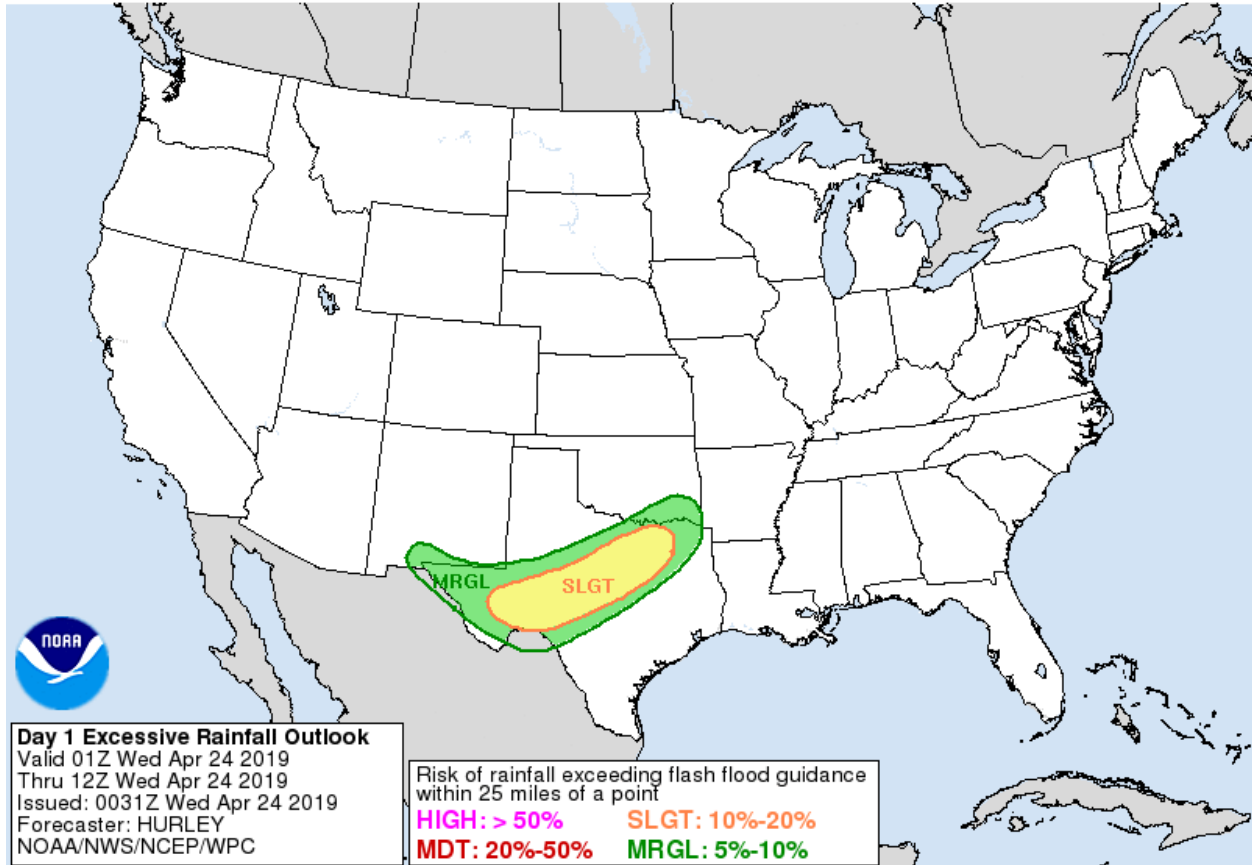 MRGL
SLGT
NOAA
Day 1 Excessive Rainfall Outlook
Valid 01Z Wed Apr 24 2019
Thru 12Z Wed Apr 24 2019
Issued: 0031Z Wed Apr 24 2019
Forecaster: HURLEY
NOAA/NWS/NCEP/WPC
Risk of rainfall exceeding flash flood guidance
within 25 miles of a point
HIGH: > 50% SLGT: 10%-20%
MDT: 20%-50% MRGL: 5%-10%